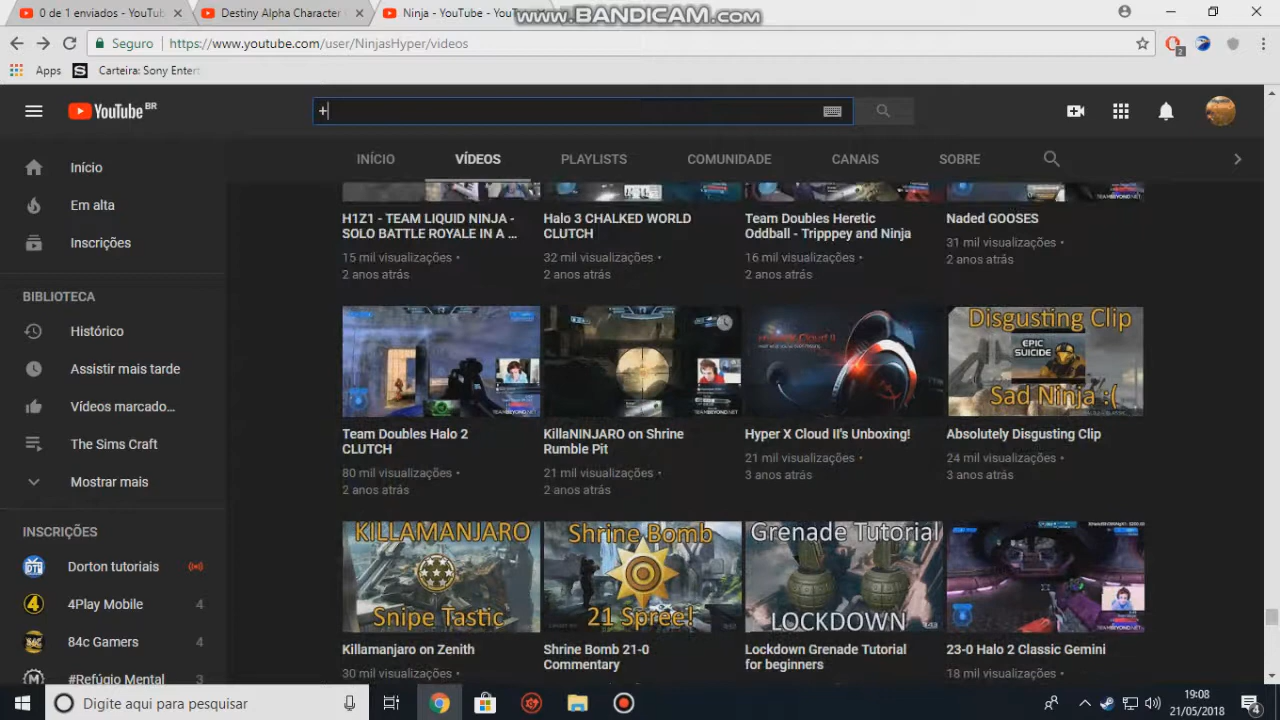 0 de 1 enviados - YouTub
Destiny Alpha Character
Ninja - YouTube - YouTu
www.BANDICAM.com
Seguro
https://www.youtube.com/user/NinjasHyper/videos
2
Apps
S
Carteira: Sony Entert
YouTube BR
+
INÍCIO
VÍDEOS
PLAYLISTS
COMUNIDADE
CANAIS
SOBRE
Início
Em alta
Inscrições
BIBLIOTECA
Histórico
Assistir mais tarde
Vídeos marcado...
The Sims Craft
Mostrar mais
INSCRIÇÕES
Dorton tutoriais
4Play Mobile 4
84c Gamers 4
#Refúgio Mental
H1Z1 - TEAM LIQUID NINJA -
SOLO BATTLE ROYALE IN A ...
15 mil visualizações •
2 anos atrás
Halo 3 CHALKED WORLD
CLUTCH
32 mil visualizações •
2 anos atrás
Team Doubles Heretic
Oddball - Tripppey and Ninja
16 mil visualizações •
2 anos atrás
Naded GOOSES
31 mil visualizações •
2 anos atrás
TEAMBEYOND.NET
Team Doubles Halo 2
CLUTCH
80 mil visualizações •
2 anos atrás
TEAMBEYOND.NET
KillaNINJARO on Shrine
Rumble Pit
21 mil visualizações •
2 anos atrás
Hyper X Cloud II's Unboxing!
21 mil visualizações •
3 anos atrás
Disgusting Clip
EPIC
SUICIDE
Sad Ninja :(
Absolutely Disgusting Clip
24 mil visualizações •
3 anos atrás
KILLAMANJARO
Snipe Tastic
Killamanjaro on Zenith
30 mil visualizações
Shrine Bomb
21 Spree!
Shrine Bomb 21-0
Commentary
Grenade Tutorial
LOCKDOWN
Lockdown Grenade Tutorial
for beginners
TEAMBEYOND.NET
23-0 Halo 2 Classic Gemini
18 mil visualizações
Digite aqui para pesquisar
19:08
21/05/2018
4